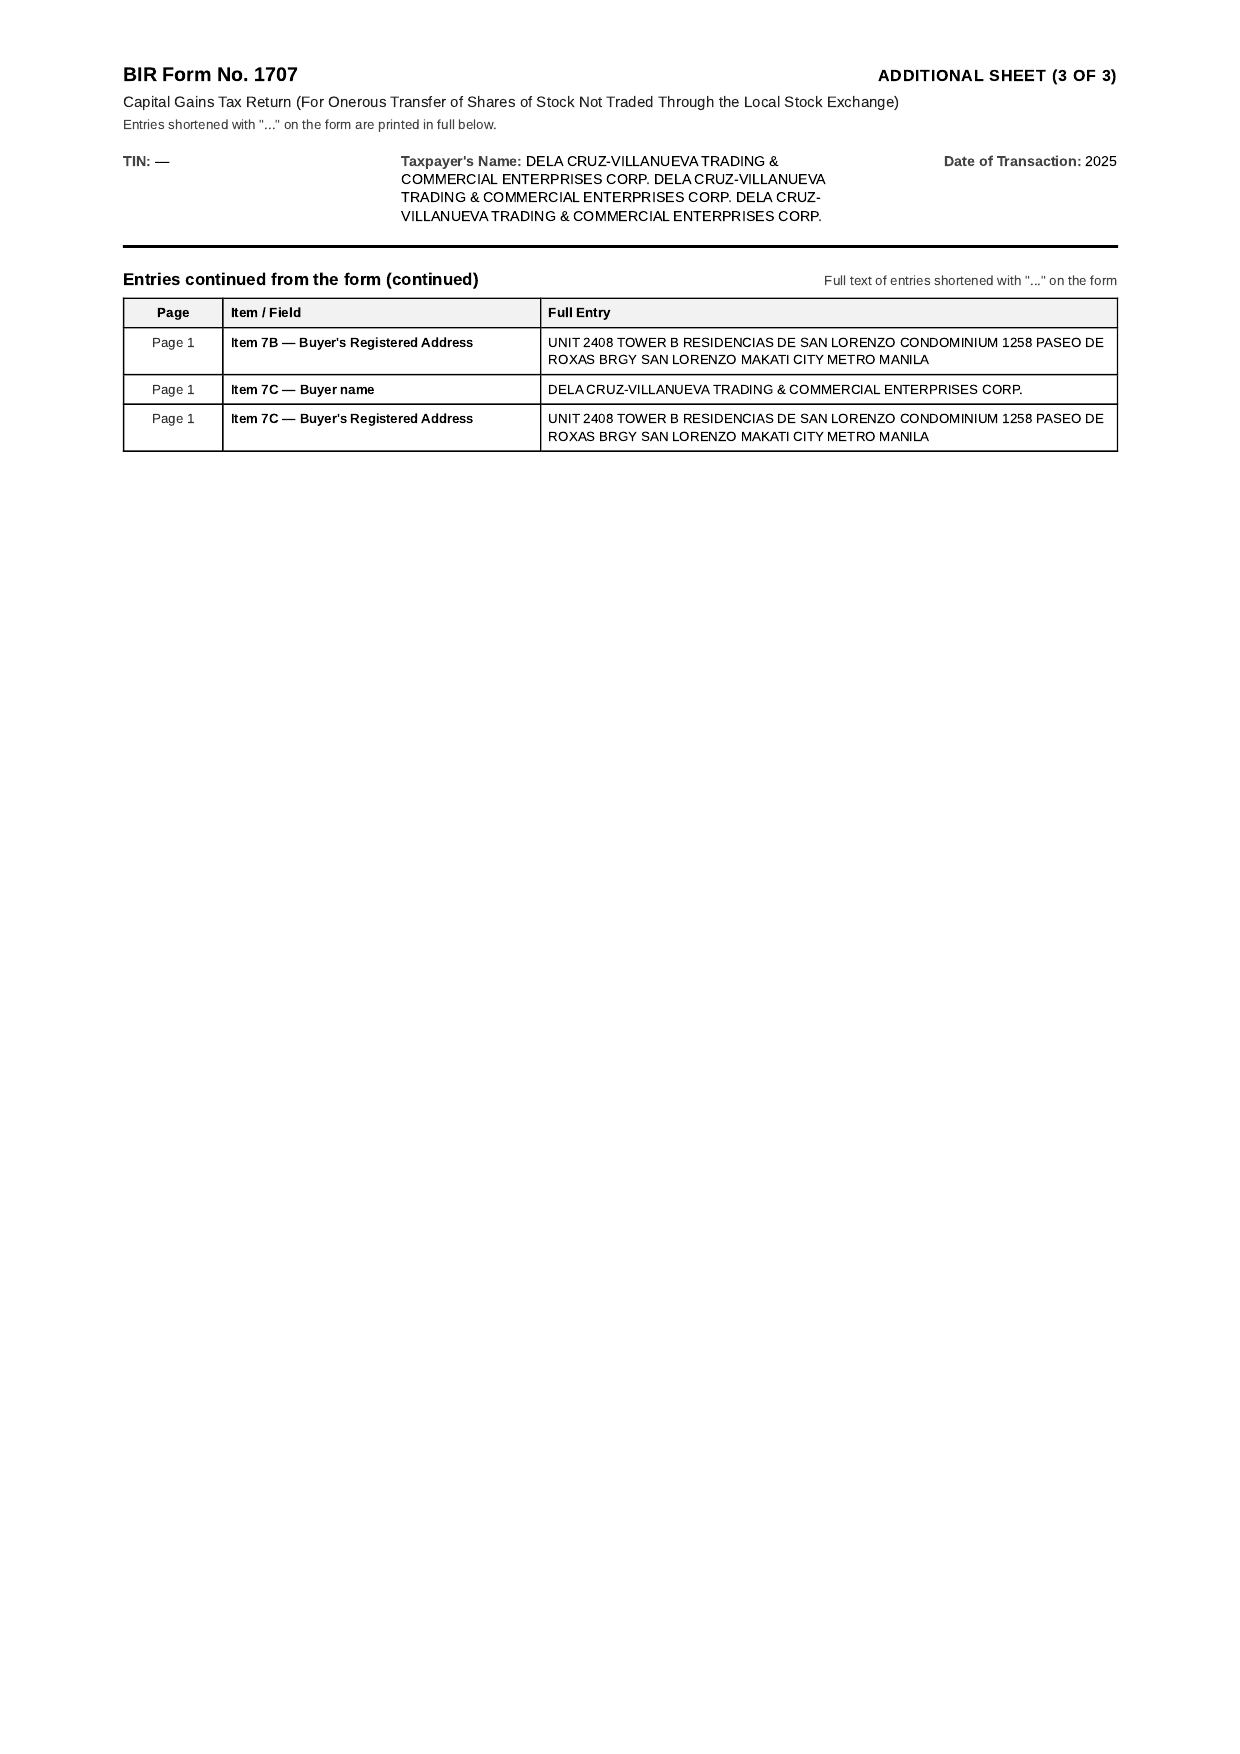 BIR Form No. 1707
ADDITIONAL SHEET (3 OF 3)
Capital Gains Tax Return (For Onerous Transfer of Shares of Stock Not Traded Through the Local Stock Exchange)
Entries shortened with "..." on the form are printed in full below.
TIN: —
Taxpayer's Name: DELA CRUZ-VILLANUEVA TRADING &
COMMERCIAL ENTERPRISES CORP. DELA CRUZ-VILLANUEVA
TRADING & COMMERCIAL ENTERPRISES CORP. DELA CRUZ-
VILLANUEVA TRADING & COMMERCIAL ENTERPRISES CORP.
Date of Transaction: 2025
Entries continued from the form (continued)
Full text of entries shortened with "..." on the form
Page Item / Field Full Entry
Page 1 Item 7B — Buyer's Registered Address UNIT 2408 TOWER B RESIDENCIAS DE SAN LORENZO CONDOMINIUM 1258 PASEO DE
ROXAS BRGY SAN LORENZO MAKATI CITY METRO MANILA
Page 1 Item 7C — Buyer name DELA CRUZ-VILLANUEVA TRADING & COMMERCIAL ENTERPRISES CORP.
Page 1 Item 7C — Buyer's Registered Address UNIT 2408 TOWER B RESIDENCIAS DE SAN LORENZO CONDOMINIUM 1258 PASEO DE
ROXAS BRGY SAN LORENZO MAKATI CITY METRO MANILA